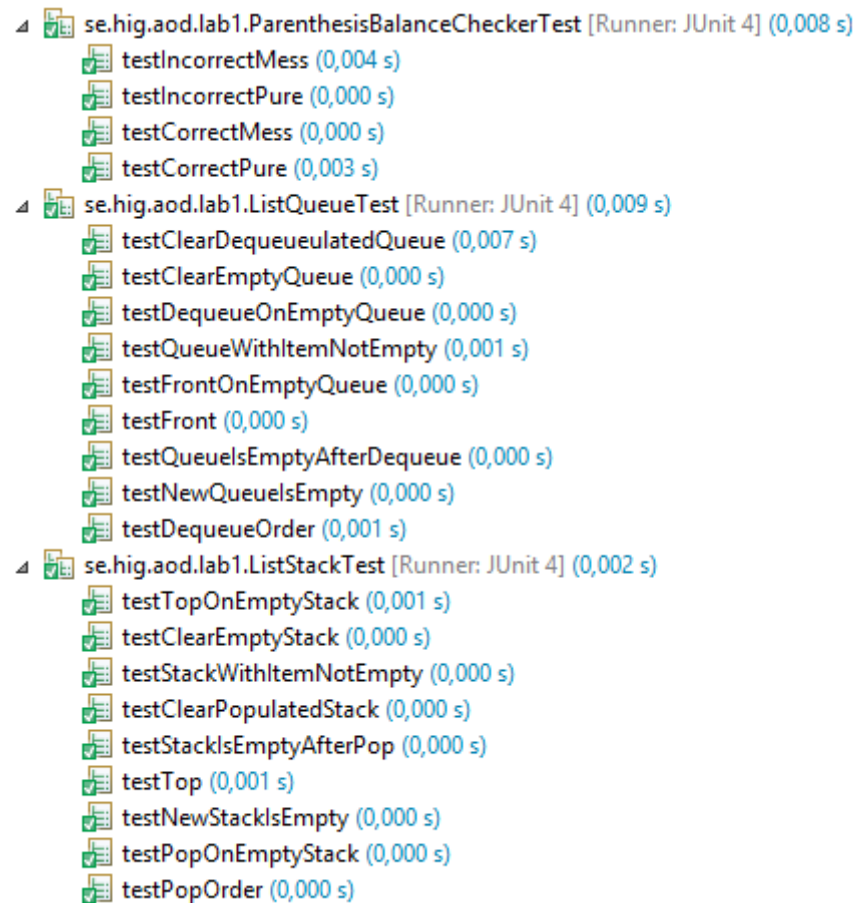 se.hig.aod.lab1.ParenthesisBalanceCheckerTest [Runner: JUnit 4] (0,008 s)
testIncorrectMess (0,004 s)
testIncorrectPure (0,000 s)
testCorrectMess (0,000 s)
testCorrectPure (0,003 s)
se.hig.aod.lab1.ListQueueTest [Runner: JUnit 4] (0,009 s)
testClearDequeueulatedQueue (0,007 s)
testClearEmptyQueue (0,000 s)
testDequeueOnEmptyQueue (0,000 s)
testQueueWithItemNotEmpty (0,001 s)
testFrontOnEmptyQueue (0,000 s)
testFront (0,000 s)
testQueueIsEmptyAfterDequeue (0,000 s)
testNewQueueIsEmpty (0,000 s)
testDequeueOrder (0,001 s)
se.hig.aod.lab1.ListStackTest [Runner: JUnit 4] (0,002 s)
testTopOnEmptyStack (0,001 s)
testClearEmptyStack (0,000 s)
testStackWithItemNotEmpty (0,000 s)
testClearPopulatedStack (0,000 s)
testStackIsEmptyAfterPop (0,000 s)
testTop (0,001 s)
testNewStackIsEmpty (0,000 s)
testPopOnEmptyStack (0,000 s)
testPopOrder (0,000 s)